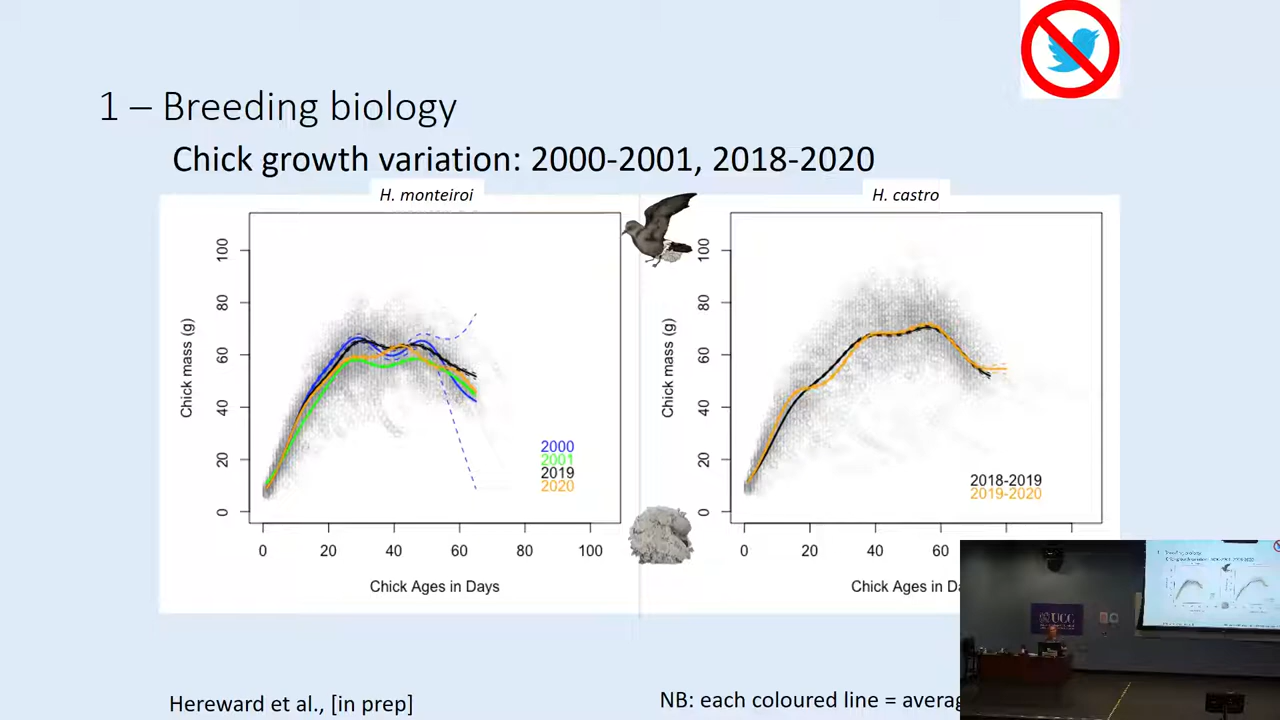 1 – Breeding biology
Chick growth variation: 2000-2001, 2018-2020
H. monteiroi
H. castro
Chick mass (g)
100
80
60
40
20
0
2000
2001
2019
2020
0 20 40 60 80 100
Chick Ages in Days
Chick mass (g)
100
80
60
40
20
0
2018-2019
2019-2020
0 20 40 60
Chick Ages in Da
Hereward et al., [in prep]
NB: each coloured line = averag
UCC